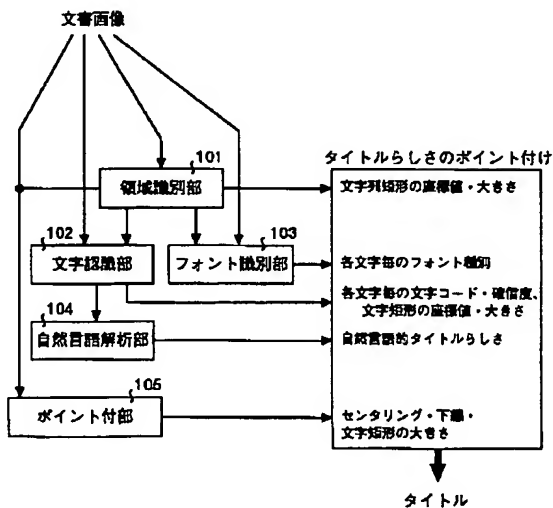 文書画像
101
領域識別部
タイトルらしさのポイント付け
文字列矩形の座標値・大きさ
102
文字認識部
103
フォント識別部
各文字毎のフォント種別
各文字毎の文字コード・確信度、
文字矩形の座標値・大きさ
104
自然言語解析部
自然言語的タイトルらしさ
105
ポイント付部
センタリング・下線・
文字矩形の大きさ
タイトル